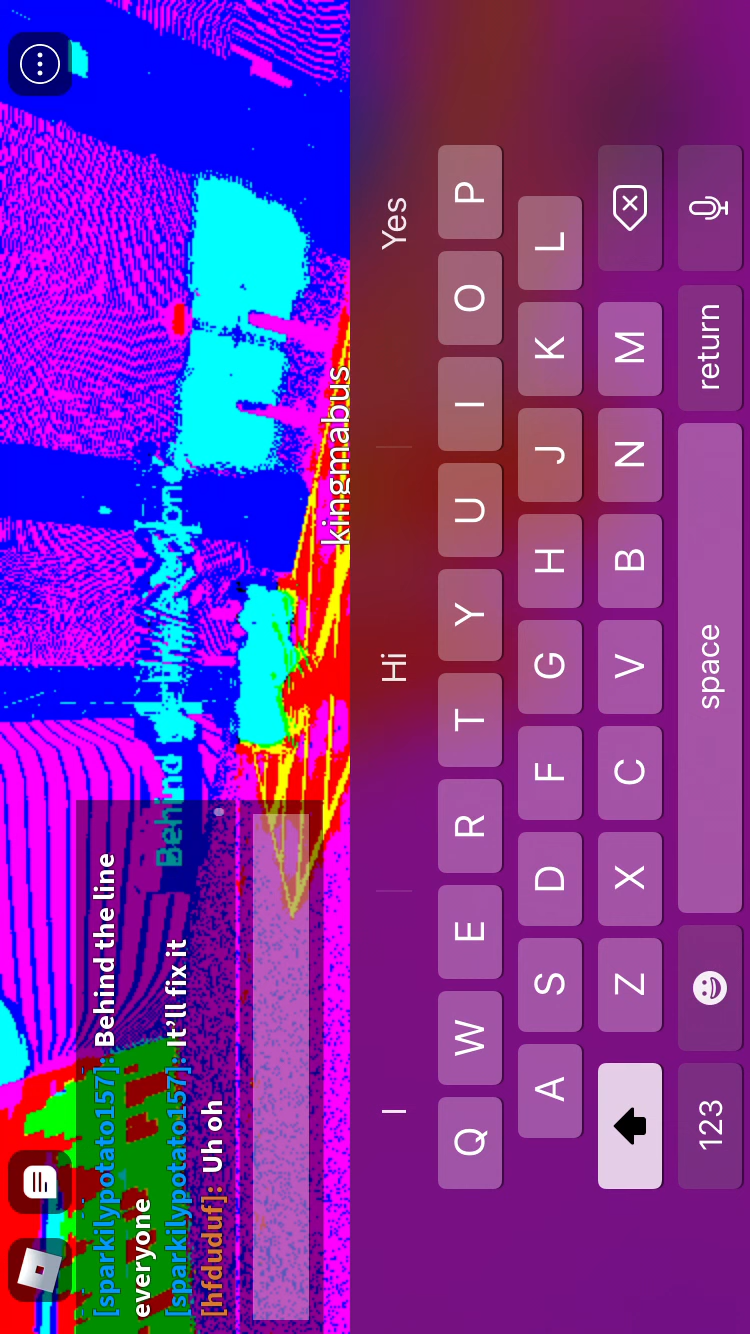 [sparkilypotato157]: Behind the line
everyone
[sparkilypotato157]: It'll fix it
[hfduduf]: Uh oh
Behind
kingmabus
I
Hi
Yes
Q W E R T Y U I O P
A S D F G H J K L
Z X C V B N M
123 space return